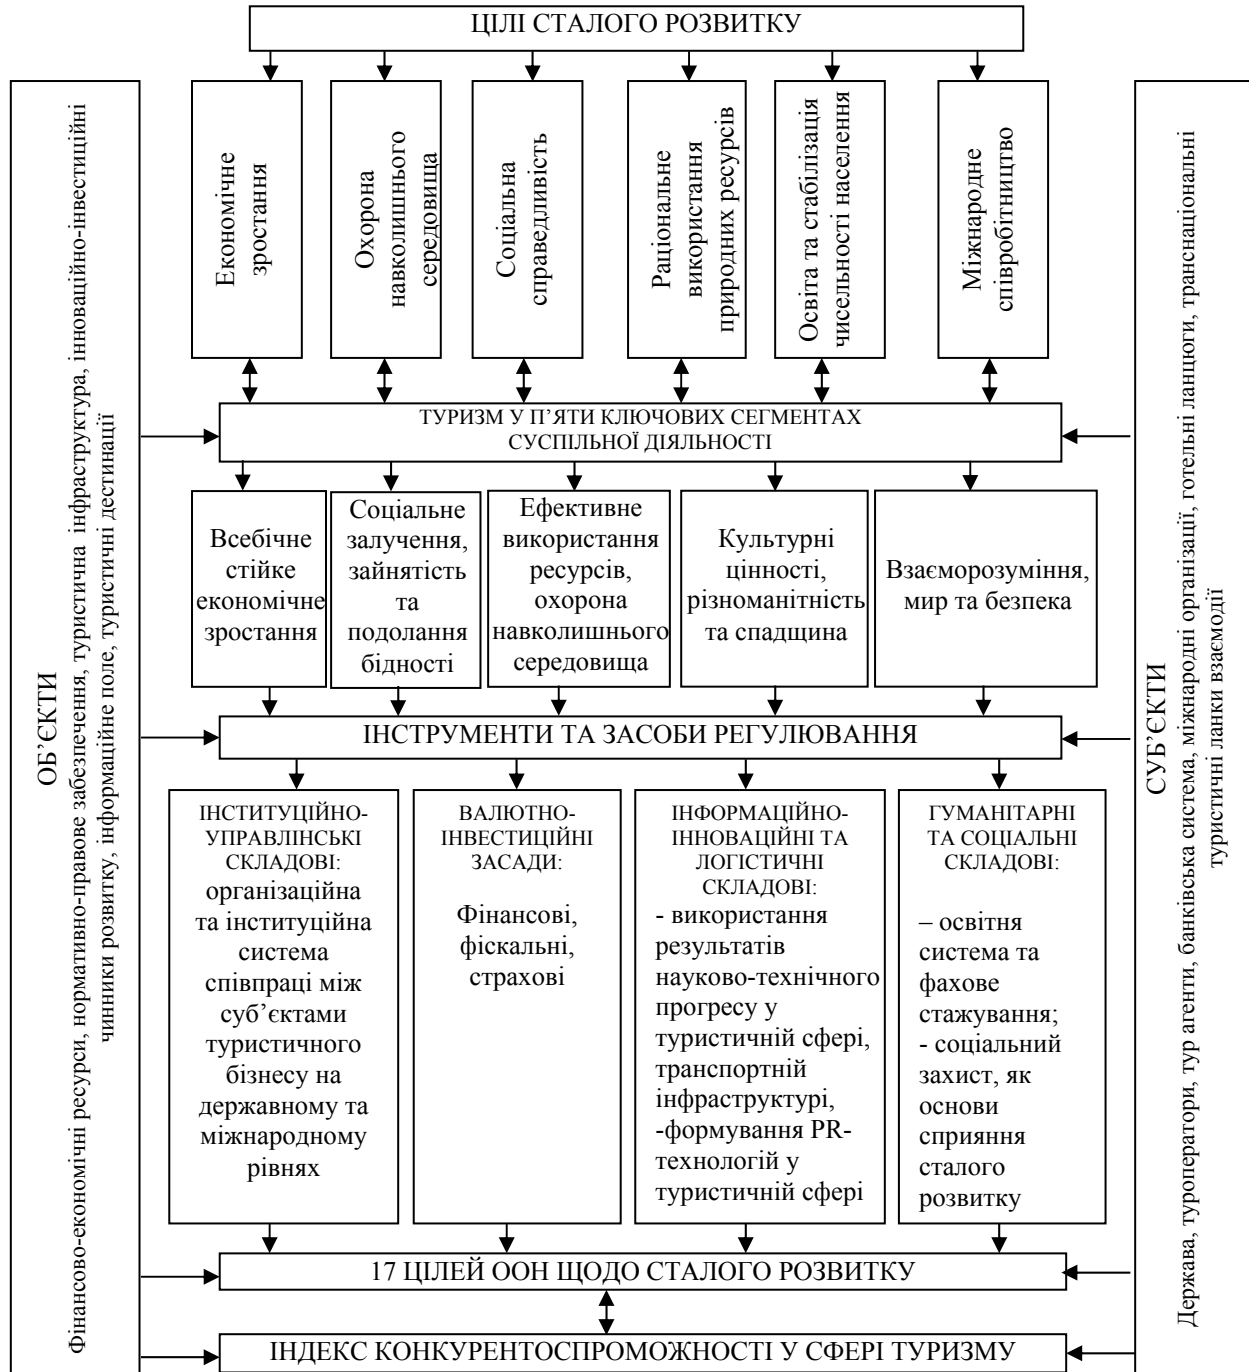 ЦІЛІ СТАЛОГО РОЗВИТКУ
ОБ’ЄКТИ
Фінансово-економічні ресурси, нормативно-правове забезпечення, туристична інфраструктура, інноваційно-інвестиційні
чинники розвитку, інформаційне поле, туристичні дестинації
Економічне
зростання
Охорона
навколишнього
середовища
Соціальна
справедливість
Раціональне
використання
природних ресурсів
Освіта та стабілізація
чисельності населення
Міжнародне
співробітництво
ТУРИЗМ У П’ЯТИ КЛЮЧОВИХ СЕГМЕНТАХ
СУСПІЛЬНОЇ ДІЯЛЬНОСТІ
Всебічне
стійке
економічне
зростання
Соціальне
залучення,
зайнятість
та
подолання
бідності
Ефективне
використання
ресурсів,
охорона
навколишнього
середовища
Культурні
цінності,
різноманітність
та спадщина
Взаєморозуміння,
мир та безпека
ІНСТРУМЕНТИ ТА ЗАСОБИ РЕГУЛЮВАННЯ
ІНСТИТУЦІЙНО-
УПРАВЛІНСЬКІ
СКЛАДОВІ:
організаційна
та інституційна
система
співпраці між
суб’єктами
туристичного
бізнесу на
державному та
міжнародному
рівнях
ВАЛЮТНО-
ІНВЕСТИЦІЙНІ
ЗАСАДИ:
Фінансові,
фіскальні,
страхові
ІНФОРМАЦІЙНО-
ІННОВАЦІЙНІ ТА
ЛОГІСТИЧНІ
СКЛАДОВІ:
- використання
результатів
науково-технічного
прогресу у
туристичній сфері,
транспортній
інфраструктурі,
-формування PR-
технологій у
туристичній сфері
ГУМАНІТАРНІ
ТА СОЦІАЛЬНІ
СКЛАДОВІ:
– освітня
система та
фахове
стажування;
- соціальний
захист, як
основи
сприяння
сталого
розвитку
17 ЦІЛЕЙ ООН ЩОДО СТАЛОГО РОЗВИТКУ
ІНДЕКС КОНКУРЕНТОСПРОМОЖНОСТІ У СФЕРІ ТУРИЗМУ
СУБ’ЄКТИ
Держава, туроператори, тур агенти, банківська система, міжнародні організації, готельні ланцюги, транснаціональні
туристичні ланки взаємодії